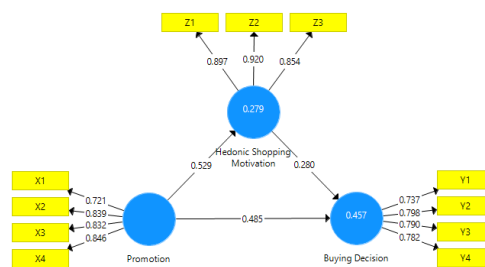 Z1 Z2 Z3
0.897 0.920 0.854
0.279
Hedonic Shopping
Motivation
0.529 0.280
X1
X2
X3
X4
0.721
0.839
0.832
0.846
Promotion
0.485
0.457
Buying Decision
0.737
0.798
0.790
0.782
Y1
Y2
Y3
Y4